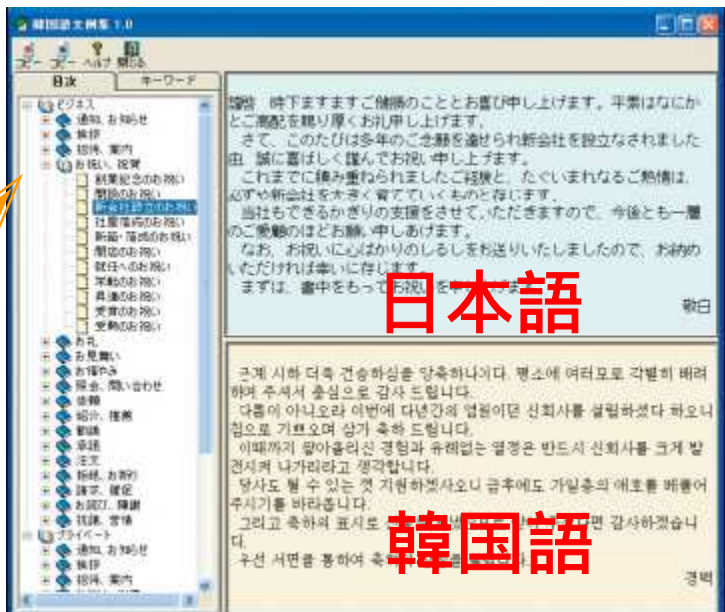 韓国語文例集 1.0
コピー コピー ヘルプ 閉じる
目次 キーワード
ビジネス
通知、お知らせ
挨拶
招待、案内
お祝い、祝賀
創業記念のお祝い
開設のお祝い
新会社設立のお祝い
社屋落成のお祝い
新築・落成のお祝い
開店のお祝い
就任へのお祝い
栄転のお祝い
昇進のお祝い
受賞のお祝い
受勲のお祝い
お礼
お見舞い
お悔やみ
照会、問い合わせ
依頼
紹介、推薦
勧誘
承諾
注文
拒絶、お断り
請求、催促
お詫び、陳謝
抗議、苦情
プライベート
通知、お知らせ
挨拶
招待、案内
謹啓 時下ますますご健勝のこととお喜び申し上げます。平素はなにか
とご高配を賜り厚くお礼申し上げます。
さて、このたびは多年のご念願を達せられ新会社を設立なされました
由 誠に喜ばしく謹んでお祝い申し上げます。
これまでに積み重ねられましたご経験と、たぐいまれなるご熱情は、
必ずや新会社を大きく育てていくものと存じます。
当社もできるかぎりの支援をさせていただきますので、今後とも一層
のご愛顧のほどお願い申しあげます。
なお、お祝いに心ばかりのしるしをお送りいたしましたので、お納め
いただければ幸いに存じます。
まずは、書中をもってお祝いを
敬白
日本語
근계 시하 더욱 건승하심을 앙축하나이다. 평소에 여러모로 각별히 배려
하여 주셔서 충심으로 감사 드립니다.
다름이 아니오라 이번에 다년간의 염원이던 신회사를 설립하셨다 하오니
참으로 기쁘오며 삼가 축하 드립니다.
이때까지 쌓아올리신 경험과 유례없는 열정은 반드시 신회사를 크게 발
전시켜 나가리라고 생각합니다.
당사도 될 수 있는 껏 지원하겠사오니 금후에도 가일층의 애호를 베풀어
주시기를 바라옵니다.
그리고 축하의 표시로 다면 감사하겠습니
다.
우선 서면을 통하여
경백
韓国語